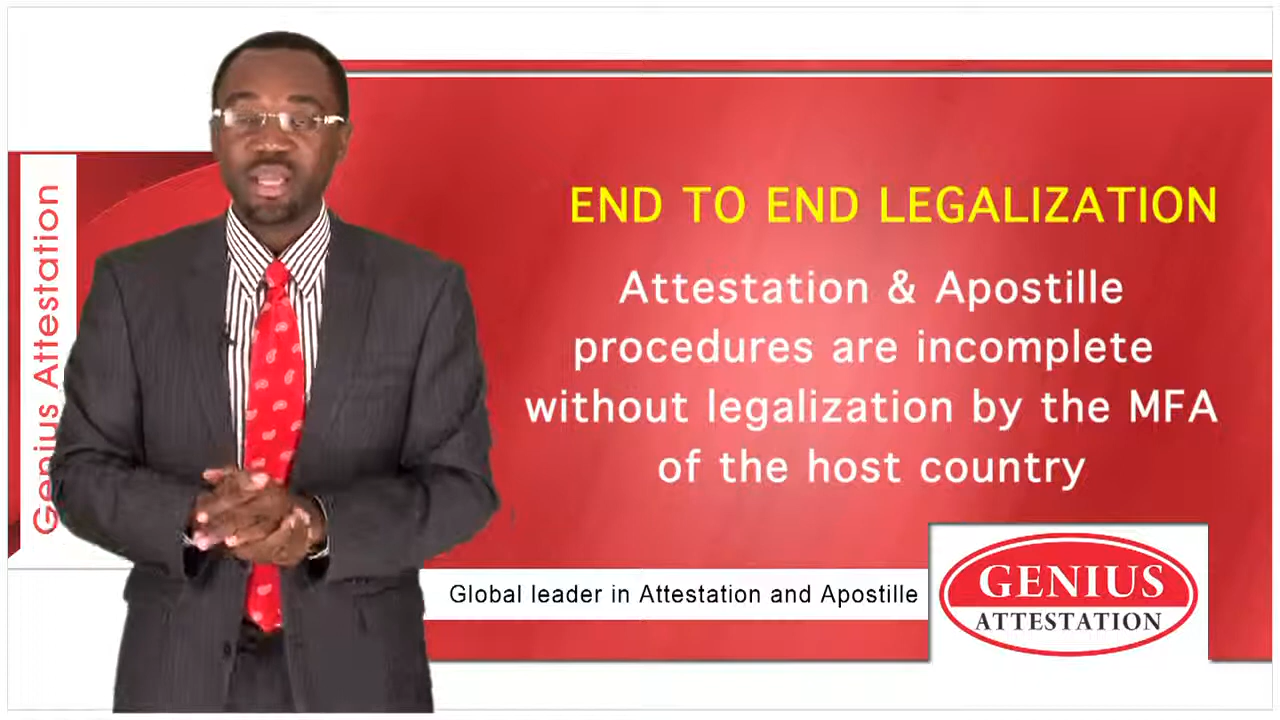 Genius Attestation
END TO END LEGALIZATION
Attestation & Apostille
procedures are incomplete
without legalization by the MFA
of the host country
Global leader in Attestation and Apostille
GENIUS
ATTESTATION